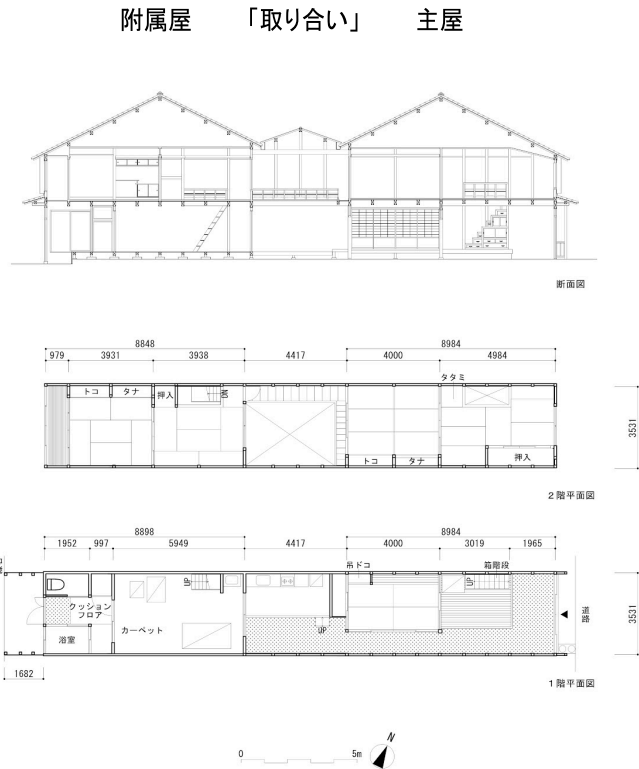 附属屋 「取り合い」 主屋
断面図
8848 8984
979 3931 3938 4417 4000 4984
タタミ
トコ タナ 押入 DN
3531
トコ タナ 押入
2階平面図
8898 8984
1952 997 5949 4417 4000 3019 1965
吊ドコ 箱階段
UP UP
クッション
フロア
カーペット
浴室
UP
道路
3531
1682
1階平面図
0 5m
N